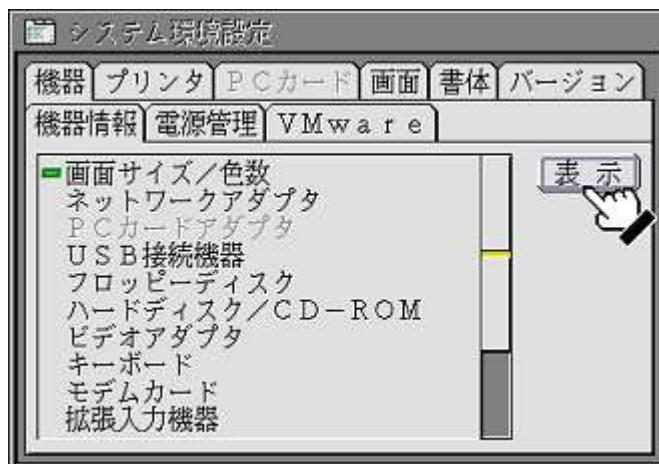 システム環境設定
機器 プリンタ PCカード 画面 書体 バージョン
機器情報 電源管理 VMware
画面サイズ/色数
ネットワークアダプタ
PCカードアダプタ
USB接続機器
フロッピーディスク
ハードディスク/CD-ROM
ビデオアダプタ
キーボード
モデムカード
拡張入力機器
表示